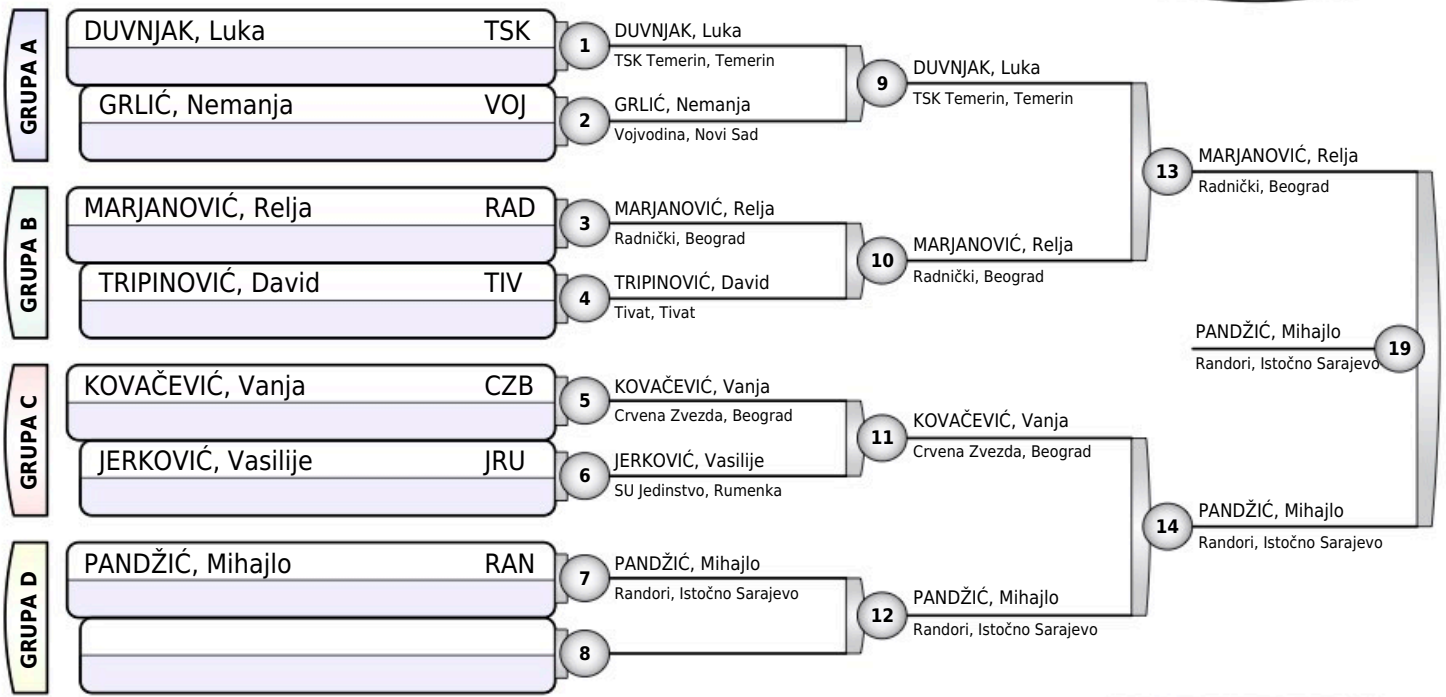 GRUPA A
DUVNJAK, Luka TSK
GRLIĆ, Nemanja VOJ
GRUPA B
MARJANOVIĆ, Relja RAD
TRIPINOVIĆ, David TIV
GRUPA C
KOVAČEVIĆ, Vanja CZB
JERKOVIĆ, Vasilije JRU
GRUPA D
PANDŽIĆ, Mihajlo RAN
1
DUVNJAK, Luka
TSK Temerin, Temerin
2
GRLIĆ, Nemanja
Vojvodina, Novi Sad
3
MARJANOVIĆ, Relja
Radnički, Beograd
4
TRIPINOVIĆ, David
Tivat, Tivat
5
KOVAČEVIĆ, Vanja
Crvena Zvezda, Beograd
6
JERKOVIĆ, Vasilije
SU Jedinstvo, Rumenka
7
PANDŽIĆ, Mihajlo
Randori, Istočno Sarajevo
8
9
DUVNJAK, Luka
TSK Temerin, Temerin
10
MARJANOVIĆ, Relja
Radnički, Beograd
11
KOVAČEVIĆ, Vanja
Crvena Zvezda, Beograd
12
PANDŽIĆ, Mihajlo
Randori, Istočno Sarajevo
13
MARJANOVIĆ, Relja
Radnički, Beograd
14
PANDŽIĆ, Mihajlo
Randori, Istočno Sarajevo
PANDŽIĆ, Mihajlo
Randori, Istočno Sarajevo
19